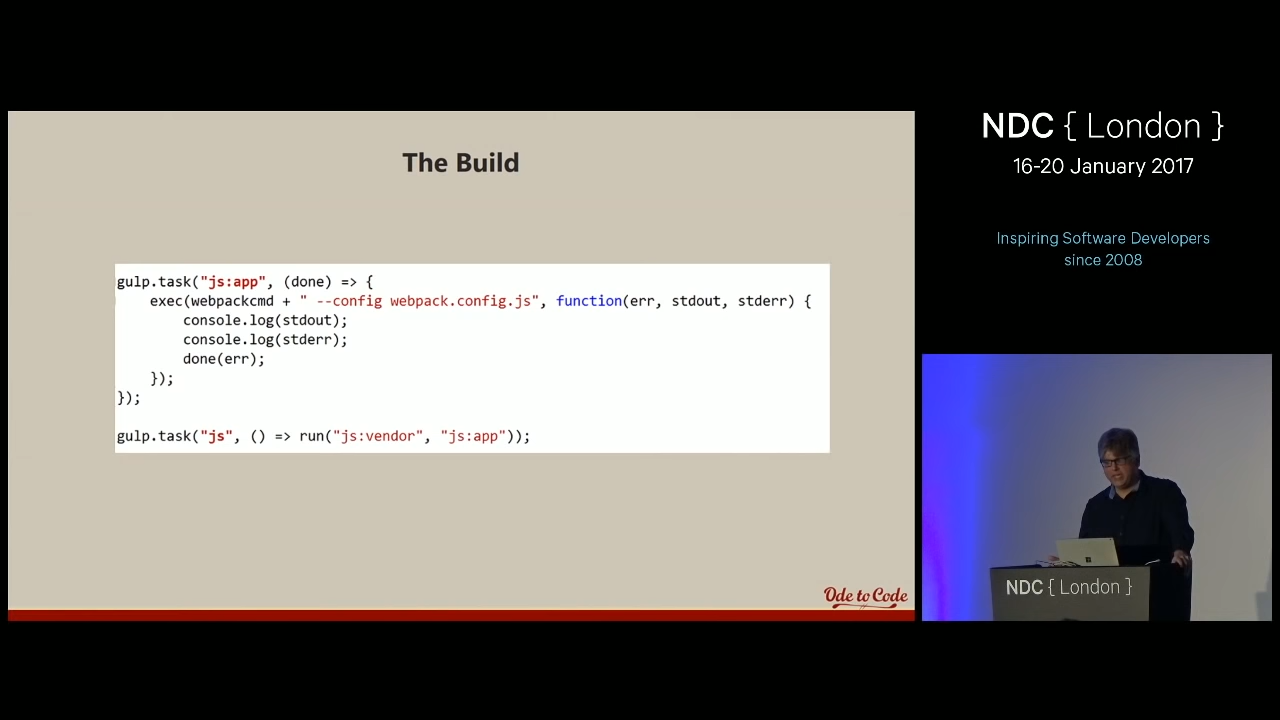 The Build
gulp.task("js:app", (done) => {
    exec(webpackcmd + " --config webpack.config.js", function(err, stdout, stderr) {
        console.log(stdout);
        console.log(stderr);
        done(err);
    });
});
gulp.task("js", () => run("js:vendor", "js:app"));
Ode to Code
NDC { London }
16-20 January 2017
Inspiring Software Developers
since 2008
NDC { London }